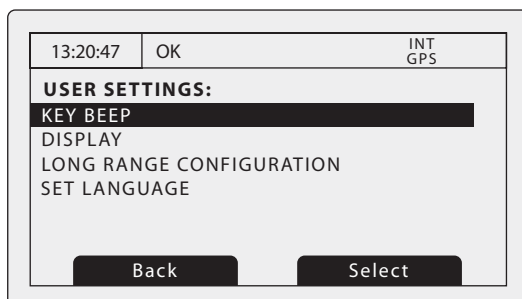 13:20:47 OK INT
GPS
USER SETTINGS:
KEY BEEP
DISPLAY
LONG RANGE CONFIGURATION
SET LANGUAGE
Back Select